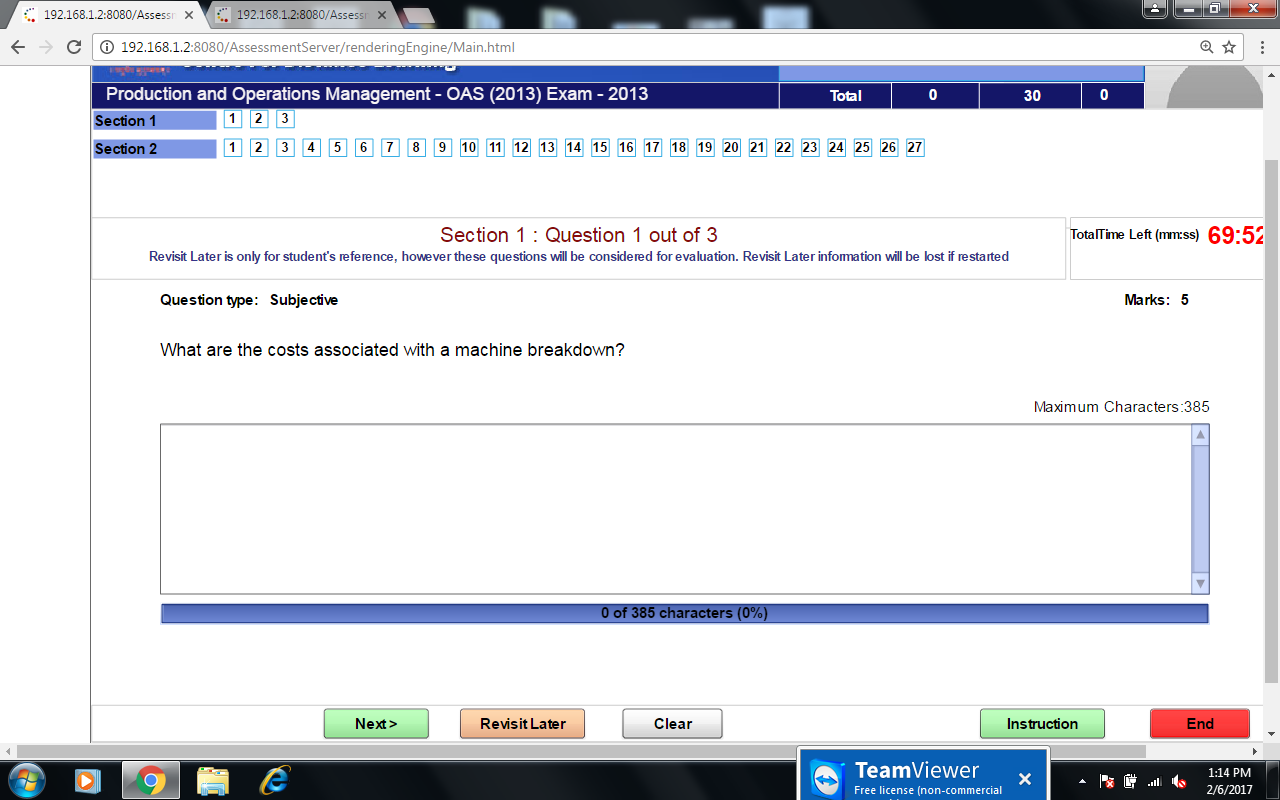 192.168.1.2:8080/Assessm
192.168.1.2:8080/Assessm
192.168.1.2:8080/AssessmentServer/renderingEngine/Main.html
Production and Operations Management - OAS (2013) Exam - 2013
Total 0 30 0
Section 1 1 2 3
Section 2 1 2 3 4 5 6 7 8 9 10 11 12 13 14 15 16 17 18 19 20 21 22 23 24 25 26 27
Section 1 : Question 1 out of 3
Revisit Later is only for student's reference, however these questions will be considered for evaluation. Revisit Later information will be lost if restarted
TotalTime Left (mm:ss) 69:52
Question type: Subjective
Marks: 5
What are the costs associated with a machine breakdown?
Maximum Characters:385
0 of 385 characters (0%)
Next > Revisit Later Clear Instruction End
TeamViewer
Free license (non-commercial
1:14 PM
2/6/2017